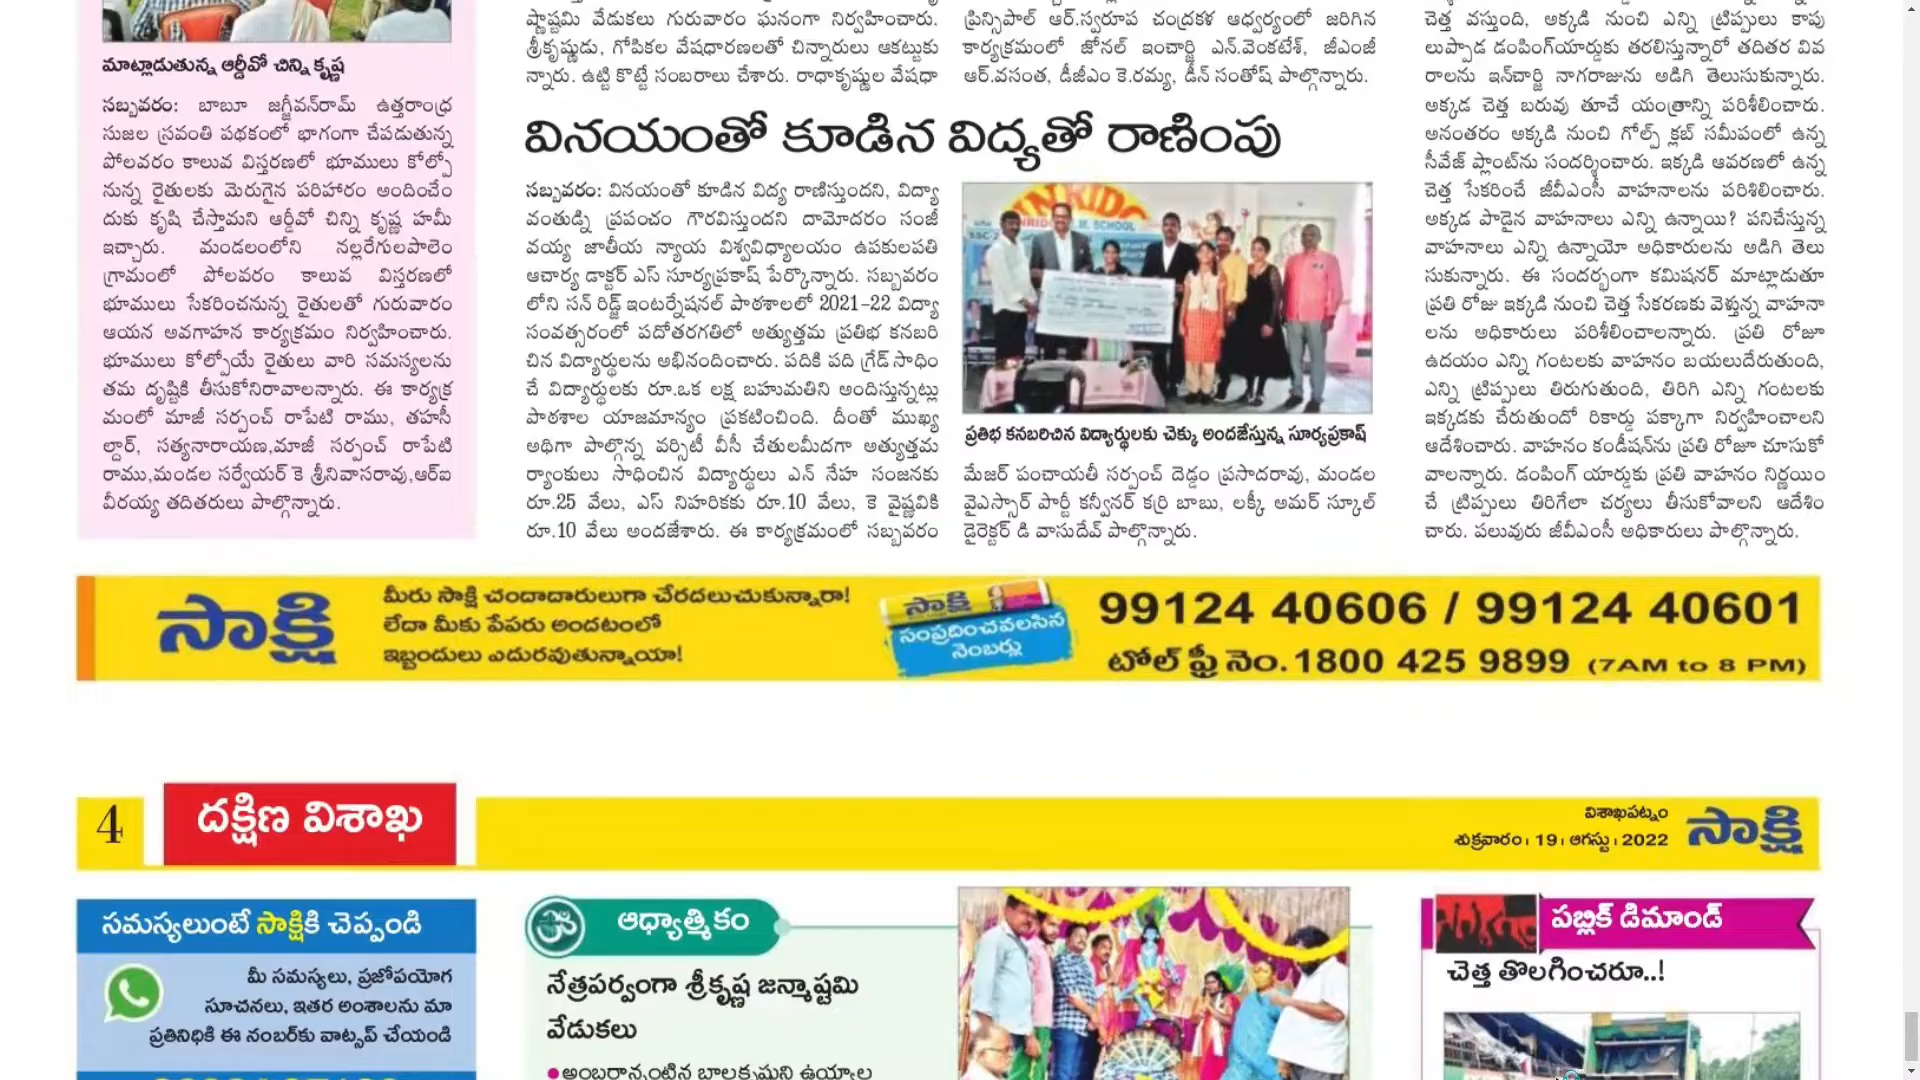 మాట్లాడుతున్న ఆర్డీవో చిన్ని కృష్ణ
సబ్బవరం: బాబూ జగ్జీవన్‌రామ్ ఉత్తరాంధ్ర
సుజల స్రవంతి పథకంలో భాగంగా చేపడుతున్న
పోలవరం కాలువ విస్తరణలో భూములు కోల్పో
నున్న రైతులకు మెరుగైన పరిహారం అందించేం
దుకు కృషి చేస్తామని ఆర్డీవో చిన్ని కృష్ణ హామీ
ఇచ్చారు. మండలంలోని నల్లరేగులపాలెం
గ్రామంలో పోలవరం కాలువ విస్తరణలో
భూములు సేకరించనున్న రైతులతో గురువారం
ఆయన అవగాహన కార్యక్రమం నిర్వహించారు.
భూములు కోల్పోయే రైతులు వారి సమస్యలను
తమ దృష్టికి తీసుకోనిరావాలన్నారు. ఈ కార్యక్ర
మంలో మాజీ సర్పంచ్ రాపేటి రాము, తహసీ
ల్దార్, సత్యనారాయణ,మాజీ సర్పంచ్ రాపేటి
రాము,మండల సర్వేయర్ కె శ్రీనివాసరావు,ఆర్ఐ
వీరయ్య తదితరులు పాల్గొన్నారు.
ష్ణాష్టమి వేడుకలు గురువారం ఘనంగా నిర్వహించారు.
శ్రీకృష్ణుడు, గోపికల వేషధారణలతో చిన్నారులు ఆకట్టుకు
న్నారు. ఉట్టి కొట్టే సంబరాలు చేశారు. రాధాకృష్ణుల వేషధా
ప్రిన్సిపాల్ ఆర్.స్వరూప చంద్రకళ ఆధ్వర్యంలో జరిగిన
కార్యక్రమంలో జోనల్ ఇంచార్జి ఎన్.వెంకటేశ్, జీఎంజీ
ఆర్.వసంత, డీజీఎం కె.రమ్య, డీన్ సంతోష్ పాల్గొన్నారు.
వినయంతో కూడిన విద్యతో రాణింపు
సబ్బవరం: వినయంతో కూడిన విద్య రాణిస్తుందని, విద్యా
వంతుడ్ని ప్రపంచం గౌరవిస్తుందని దామోదరం సంజీ
వయ్య జాతీయ న్యాయ విశ్వవిధ్యాలయం ఉపకులపతి
ఆచార్య డాక్టర్ ఎస్ సూర్యప్రకాష్ పేర్కొన్నారు. సబ్బవరం
లోని సన్ రిడ్జ్ ఇంటర్నేషనల్ పాఠశాలలో 2021–22 విద్యా
సంవత్సరంలో పదోతరగతిలో అత్యుత్తమ ప్రతిభ కనబరి
చిన విద్యార్థులను అభినందించారు. పదికి పది గ్రేడ్ సాధిం
చే విద్యార్థులకు రూ.ఒక లక్ష బహుమతిని అందిస్తున్నట్లు
పాఠశాల యాజమాన్యం ప్రకటించింది. దీంతో ముఖ్య
అథిగా పాల్గొన్న వర్సిటీ వీసీ చేతులమీదగా అత్యుత్తమ
ర్యాంకులు సాధించిన విద్యార్థులు ఎన్ నేహ సంజనకు
రూ.25 వేలు, ఎస్ నిహారికకు రూ.10 వేలు, కె వైష్ణవికి
రూ.10 వేలు అందజేశారు. ఈ కార్యక్రమంలో సబ్బవరం
ప్రతిభ కనబరిచిన విద్యార్థులకు చెక్కు అందజేస్తున్న సూర్యప్రకాష్
మేజర్ పంచాయతీ సర్పంచ్ దెడ్డం ప్రసాదరావు, మండల
వైఎస్సార్ పార్టీ కన్వీనర్ కర్రి బాబు, లక్కీ అమర్ స్కూల్
డైరెక్టర్ డి వాసుదేవ్ పాల్గొన్నారు.
చెత్త వస్తుంది, అక్కడి నుంచి ఎన్ని ట్రిప్పులు కాపు
లుప్పాడ డంపింగ్‌యార్డుకు తరలిస్తున్నారో తదితర వివ
రాలను ఇన్‌చార్జి నాగరాజును అడిగి తెలుసుకున్నారు.
అక్కడ చెత్త బరువు తూచే యంత్రాన్ని పరిశీలించారు.
అనంతరం అక్కడి నుంచి గోల్ఫ్ క్లబ్ సమీపంలో ఉన్న
సీవేజ్ ప్లాంట్‌ను సందర్శించారు. ఇక్కడి ఆవరణలో ఉన్న
చెత్త సేకరించే జీవీఎంసీ వాహనాలను పరిశీలించారు.
అక్కడ పాడైన వాహనాలు ఎన్ని ఉన్నాయి? పనిచేస్తున్న
వాహనాలు ఎన్ని ఉన్నాయో అధికారులను అడిగి తెలు
సుకున్నారు. ఈ సందర్భంగా కమిషనర్ మాట్లాడుతూ
ప్రతి రోజు ఇక్కడి నుంచి చెత్త సేకరణకు వెళ్తున్న వాహనా
లను అధికారులు పరిశీలించాలన్నారు. ప్రతి రోజూ
ఉదయం ఎన్ని గంటలకు వాహనం బయలుదేరుతుంది,
ఎన్ని ట్రిప్పులు తిరుగుతుంది, తిరిగి ఎన్ని గంటలకు
ఇక్కడకు చేరుతుందో రికార్డు పక్కాగా నిర్వహించాలని
ఆదేశించారు. వాహనం కండీషన్‌ను ప్రతి రోజూ చూసుకో
వాలన్నారు. డంపింగ్ యార్డుకు ప్రతి వాహనం నిర్ణయిం
చే ట్రిప్పులు తిరిగేలా చర్యలు తీసుకోవాలని ఆదేశిం
చారు. పలువురు జీవీఎంసీ అధికారులు పాల్గొన్నారు.
సాక్షి
మీరు సాక్షి చందాదారులుగా చేరదలుచుకున్నారా!
లేదా మీకు పేపరు అందటంలో
ఇబ్బందులు ఎదురవుతున్నాయా!
సాక్షి
సంప్రదించవలసిన
నెంబర్లు
99124 40606 / 99124 40601
టోల్ ఫ్రీ నెం. 1800 425 9899 (7AM to 8 PM)
4
దక్షిణ విశాఖ
విశాఖపట్నం
శుక్రవారం। 19। ఆగస్టు। 2022
సాక్షి
సమస్యలుంటే సాక్షికి చెప్పండి
మీ సమస్యలు, ప్రజోపయోగ
సూచనలు, ఇతర అంశాలను మా
ప్రతినిధికి ఈ నంబర్‌కు వాట్సప్ చేయండి
ఆధ్యాత్మికం
నేత్రపర్వంగా శ్రీకృష్ణ జన్మాష్టమి
వేడుకలు
పబ్లిక్ డిమాండ్
చెత్త తొలగించరూ..!